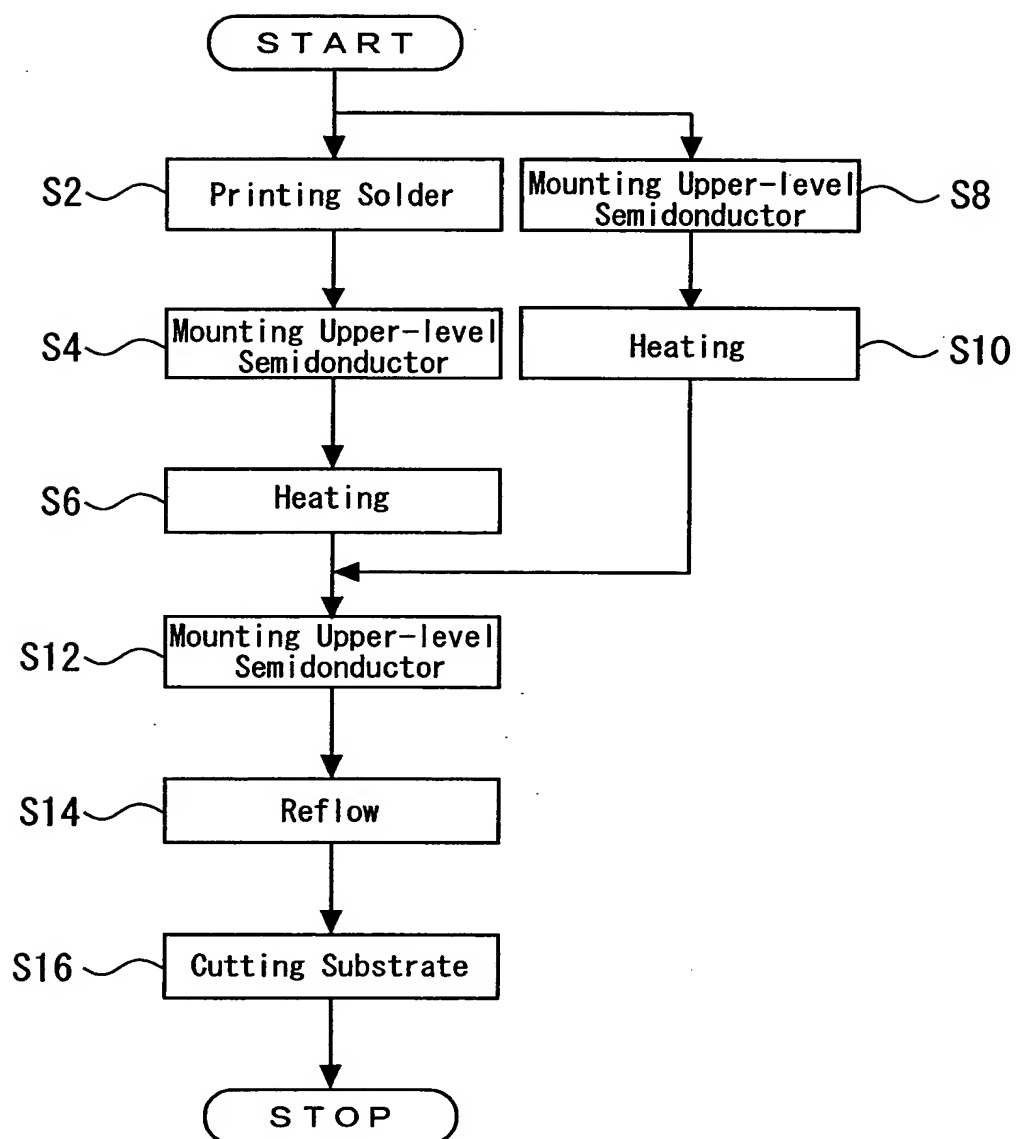 START
S2
Printing Solder
Mounting Upper-level
Semidonductor
S8
S4
Mounting Upper-level
Semidonductor
Heating
S10
S6
Heating
S12
Mounting Upper-level
Semidonductor
S14
Reflow
S16
Cutting Substrate
STOP